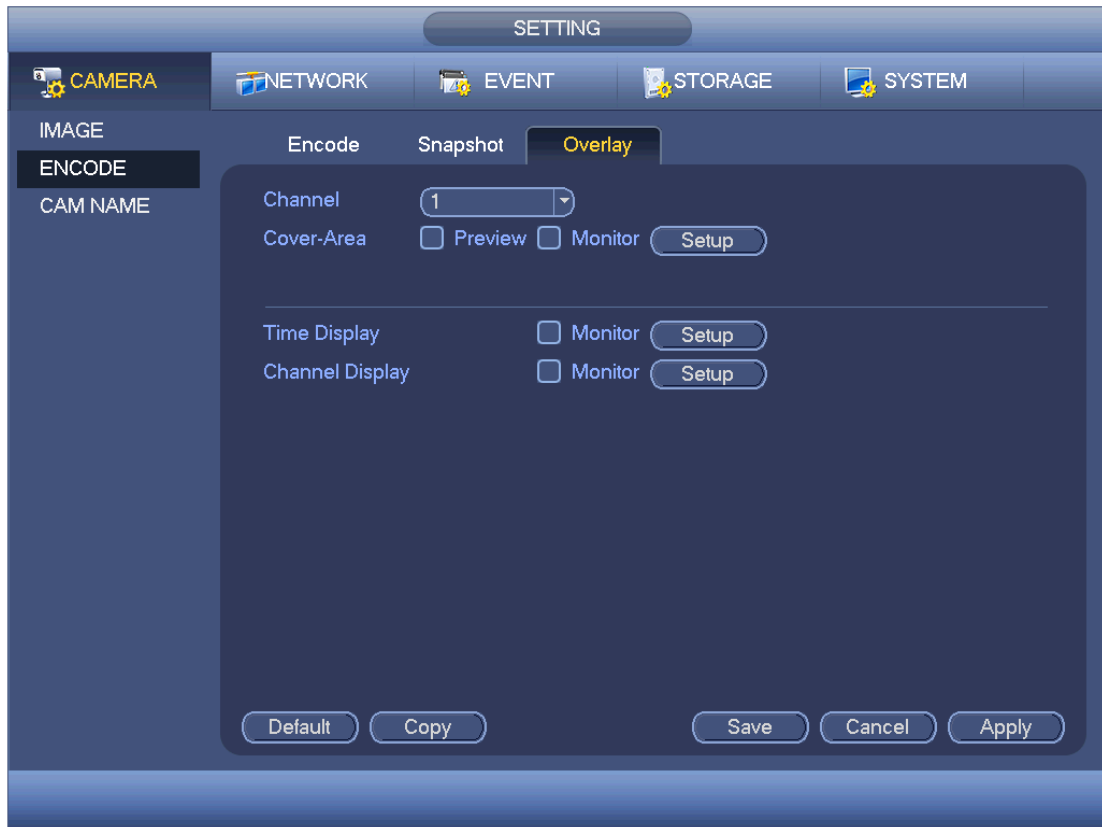 SETTING
CAMERA NETWORK EVENT STORAGE SYSTEM
IMAGE
ENCODE
CAM NAME
Encode Snapshot Overlay
Channel 1
Cover-Area Preview Monitor Setup
Time Display Monitor Setup
Channel Display Monitor Setup
Default Copy Save Cancel Apply